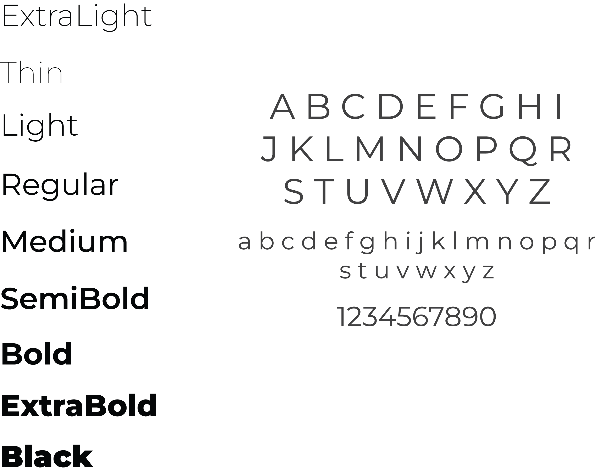 ExtraLight
Thin
Light
Regular
Medium
SemiBold
Bold
ExtraBold
Black
A B C D E F G H I
J K L M N O P Q R
S T U V W X Y Z
a b c d e f g h i j k l m n o p q r
s t u v w x y z
1234567890